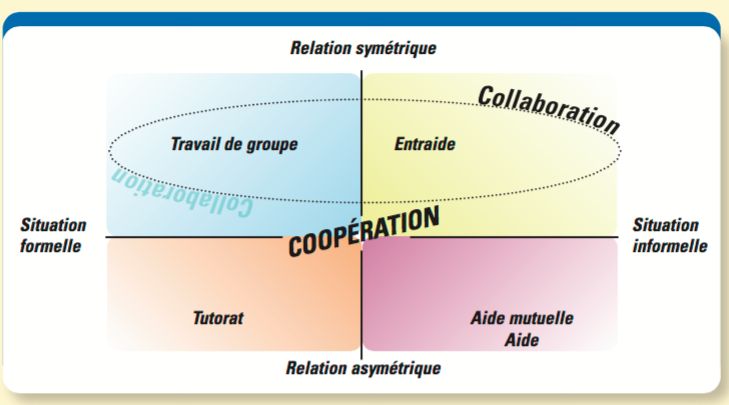 Relation symétrique
Collaboration
Travail de groupe
Entraide
Collaboration
Situation
formelle
COOPÉRATION
Situation
informelle
Tutorat
Aide mutuelle
Aide
Relation asymétrique